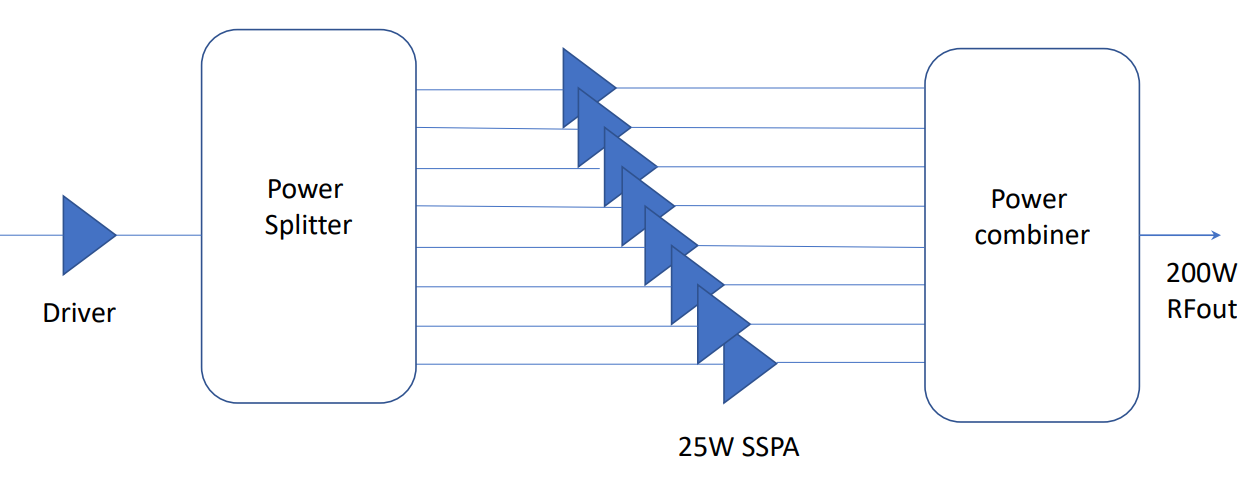 Power
Splitter
Driver
25W SSPA
Power
combiner
200W
RFout